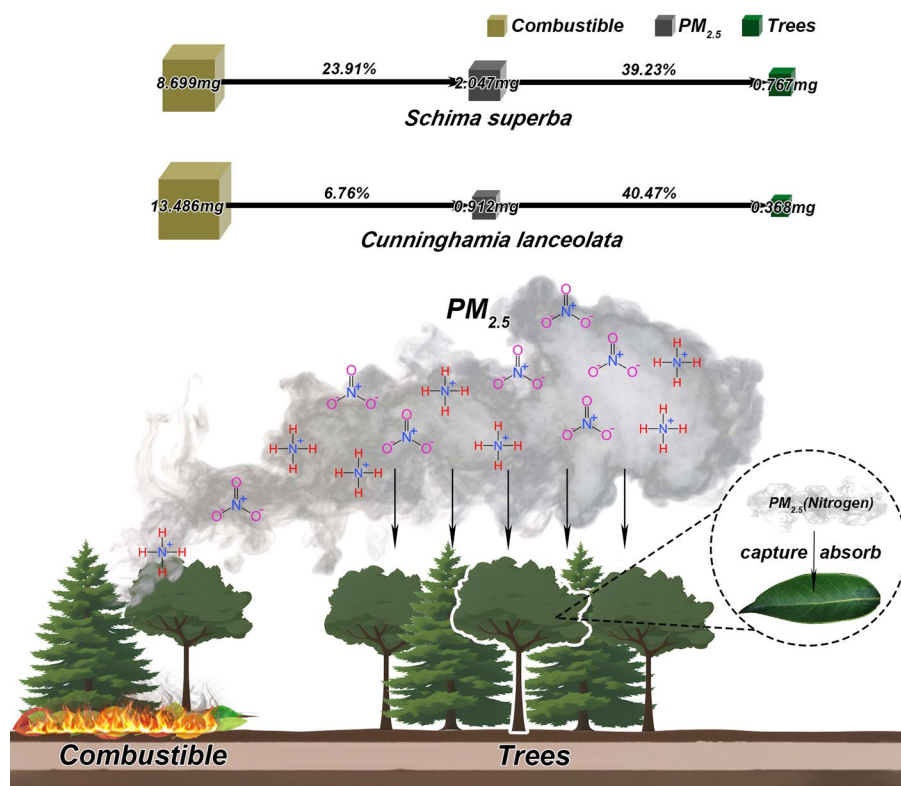 Combustible PM2.5 Trees
23.91% 39.23%
8.699mg 2.047mg 0.767mg
Schima superba
6.76% 40.47%
13.486mg 0.912mg 0.368mg
Cunninghamia lanceolata
PM2.5
O
N+
O- O-
O
N+
O- O-
O
N+
O- O-
O
N+
O- O-
H
H N+ H
H
H
H N+ H
H
O
N+
O- O-
O
N+
O- O-
H
H N+ H
H
H
H N+ H
H
H
H N+ H
H
H
H N+ H
H
O
N+
O- O-
H
H N+ H
H
PM2.5(Nitrogen)
capture absorb
Combustible Trees